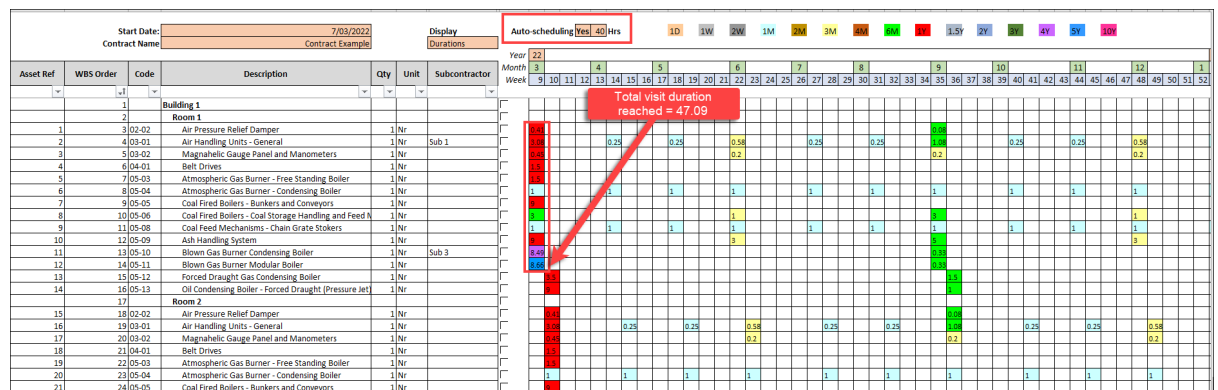 Start Date: 7/03/2022 Display Auto-scheduling Yes 40 Hrs 1D 1W 2W 1M 2M 3M 4M 6M 1Y 1.5Y 2Y 3Y 4Y 5Y 10Y
Contract Name Contract Example Durations
Year 22
Month 3 4 5 6 7 8 9 10 11 12 1
Asset Ref WBS Order Code Description Qty Unit Subcontractor Week 9 10 11 12 13 14 15 16 17 18 19 20 21 22 23 24 25 26 27 28 29 30 31 32 33 34 35 36 37 38 39 40 41 42 43 44 45 46 47 48 49 50 51 52
Total visit duration
reached = 47.09
1 Building 1
2 Room 1
1 3 02-02 Air Pressure Relief Damper 1 Nr 0.41 0.08
2 4 03-01 Air Handling Units - General 1 Nr Sub 1 3.08 0.25 0.25 0.58 0.25 0.25 1.08 0.25 0.25 0.58
3 5 03-02 Magnahelic Gauge Panel and Manometers 1 Nr 0.45 0.2 0.2 0.2
4 6 04-01 Belt Drives 1 Nr 1.5
5 7 05-03 Atmospheric Gas Burner - Free Standing Boiler 1 Nr 1.5
6 8 05-04 Atmospheric Gas Burner - Condensing Boiler 1 Nr 1 1 1 1 1 1 1 1 1 1
7 9 05-05 Coal Fired Boilers - Bunkers and Conveyors 1 Nr
8 10 05-06 Coal Fired Boilers - Coal Storage Handling and Feed M 1 Nr 3 1 3 1
9 11 05-08 Coal Feed Mechanisms - Chain Grate Stokers 1 Nr 1 1 1 1 1 1 1 1 1 1
10 12 05-09 Ash Handling System 1 Nr 9 3 5 3
11 13 05-10 Blown Gas Burner Condensing Boiler 1 Nr Sub 3 8.49 0.33
12 14 05-11 Blown Gas Burner Modular Boiler 1 Nr 8.66 0.33
13 15 05-12 Forced Draught Gas Condensing Boiler 1 Nr 1.5
14 16 05-13 Oil Condensing Boiler - Forced Draught (Pressure Jet) 1 Nr 9 1
17 Room 2
15 18 02-02 Air Pressure Relief Damper 1 Nr 0.41 0.08
16 19 03-01 Air Handling Units - General 1 Nr 3.08 0.25 0.25 0.58 0.25 0.25 1.08 0.25 0.25 0.58
17 20 03-02 Magnahelic Gauge Panel and Manometers 1 Nr 0.45 0.2 0.2 0.2
18 21 04-01 Belt Drives 1 Nr 1.5
19 22 05-03 Atmospheric Gas Burner - Free Standing Boiler 1 Nr 1.5
20 23 05-04 Atmospheric Gas Burner - Condensing Boiler 1 Nr 1 1 1 1 1 1 1 1 1 1
21 24 05-05 Coal Fired Boilers - Bunkers and Conveyors 1 Nr